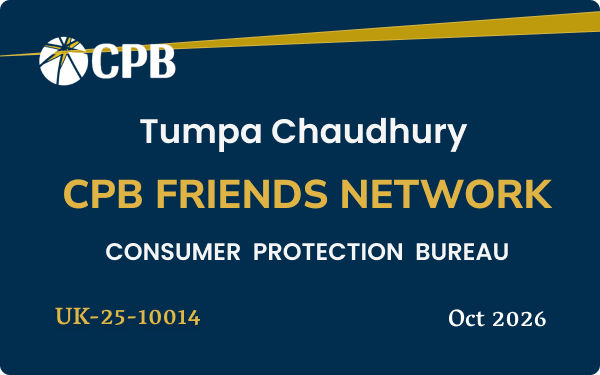 CPB
Tumpa Chaudhury
CPB FRIENDS NETWORK
CONSUMER PROTECTION BUREAU
UK-25-10014
Oct 2026